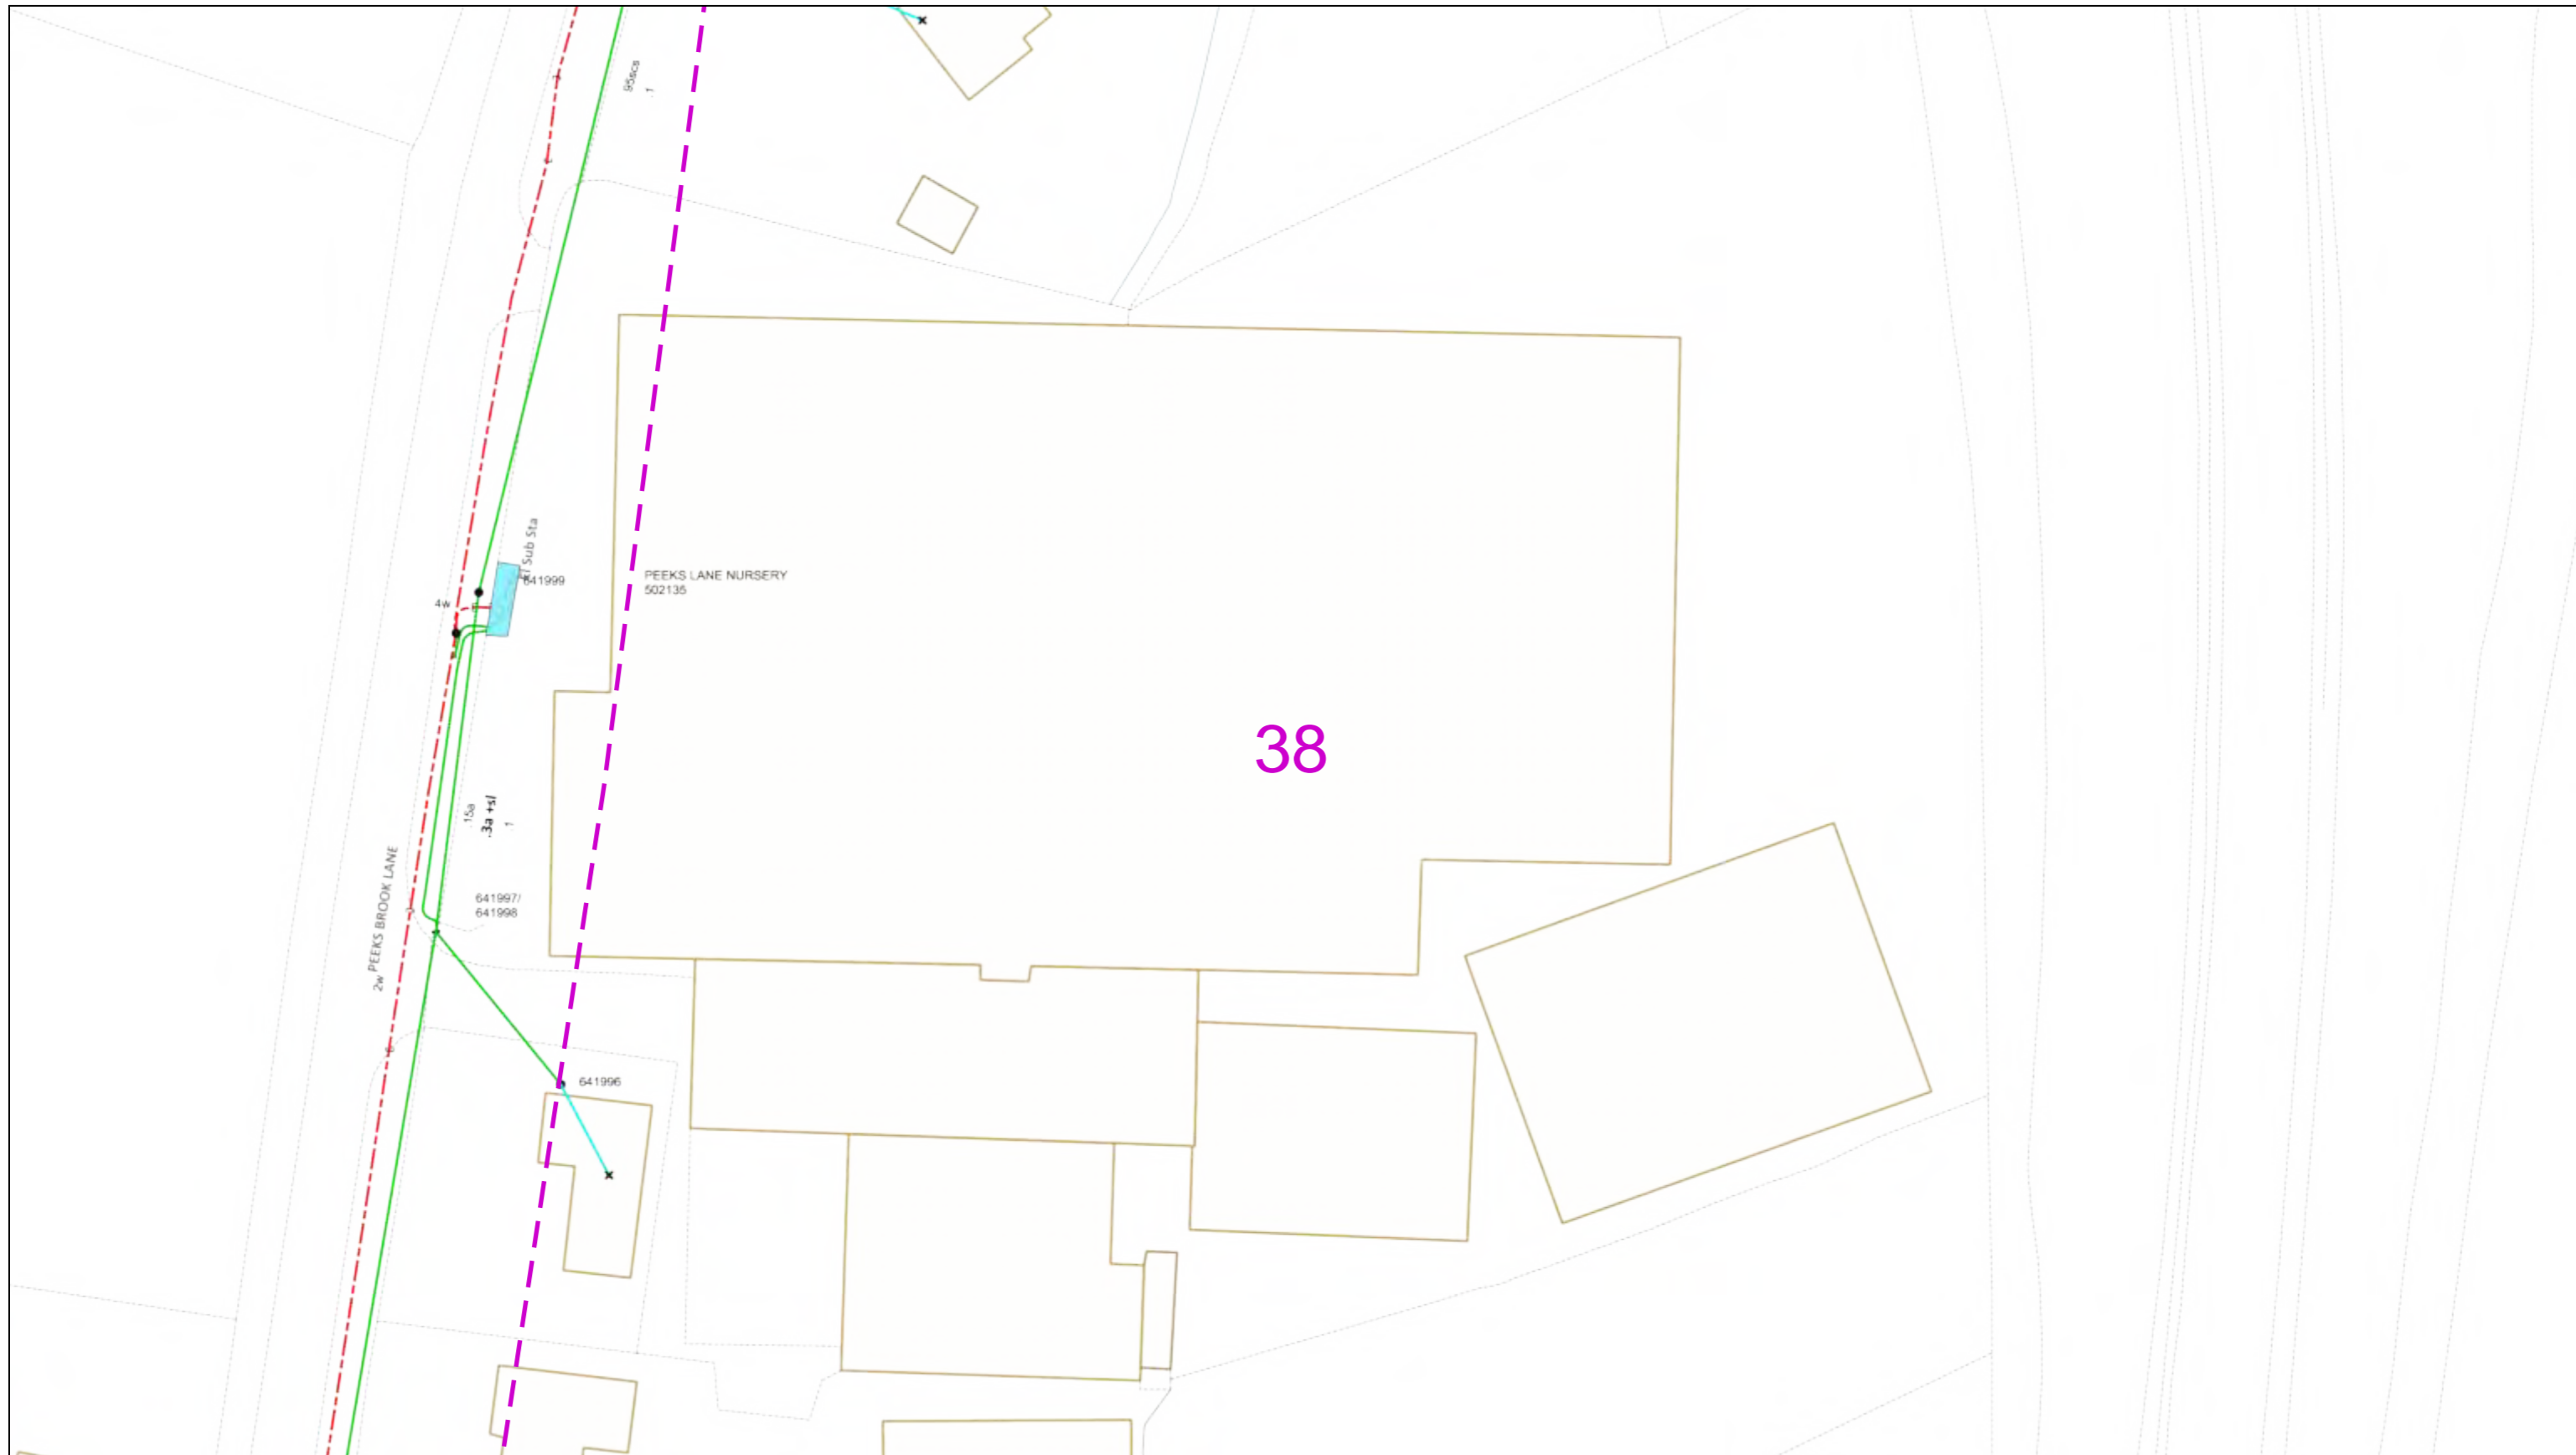 95scs
.1
El Sub Sta
641999
4w
PEEKS LANE NURSERY
502135
38
.15a
.3a +sl
1
641997/
641998
PEEKS BROOK LANE
2w
641996